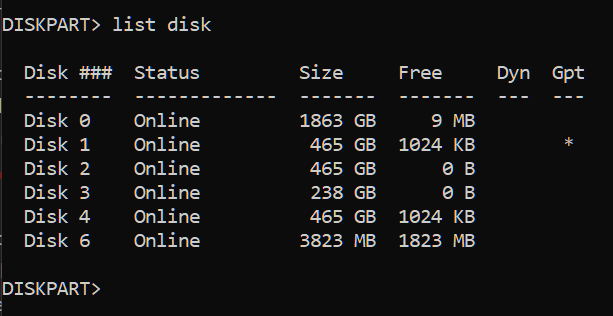 DISKPART> list disk
Disk ### Status Size Free Dyn Gpt
-------- ------------- ------- ------- --- ---
Disk 0 Online 1863 GB 9 MB
Disk 1 Online 465 GB 1024 KB *
Disk 2 Online 465 GB 0 B
Disk 3 Online 238 GB 0 B
Disk 4 Online 465 GB 1024 KB
Disk 6 Online 3823 MB 1823 MB
DISKPART>